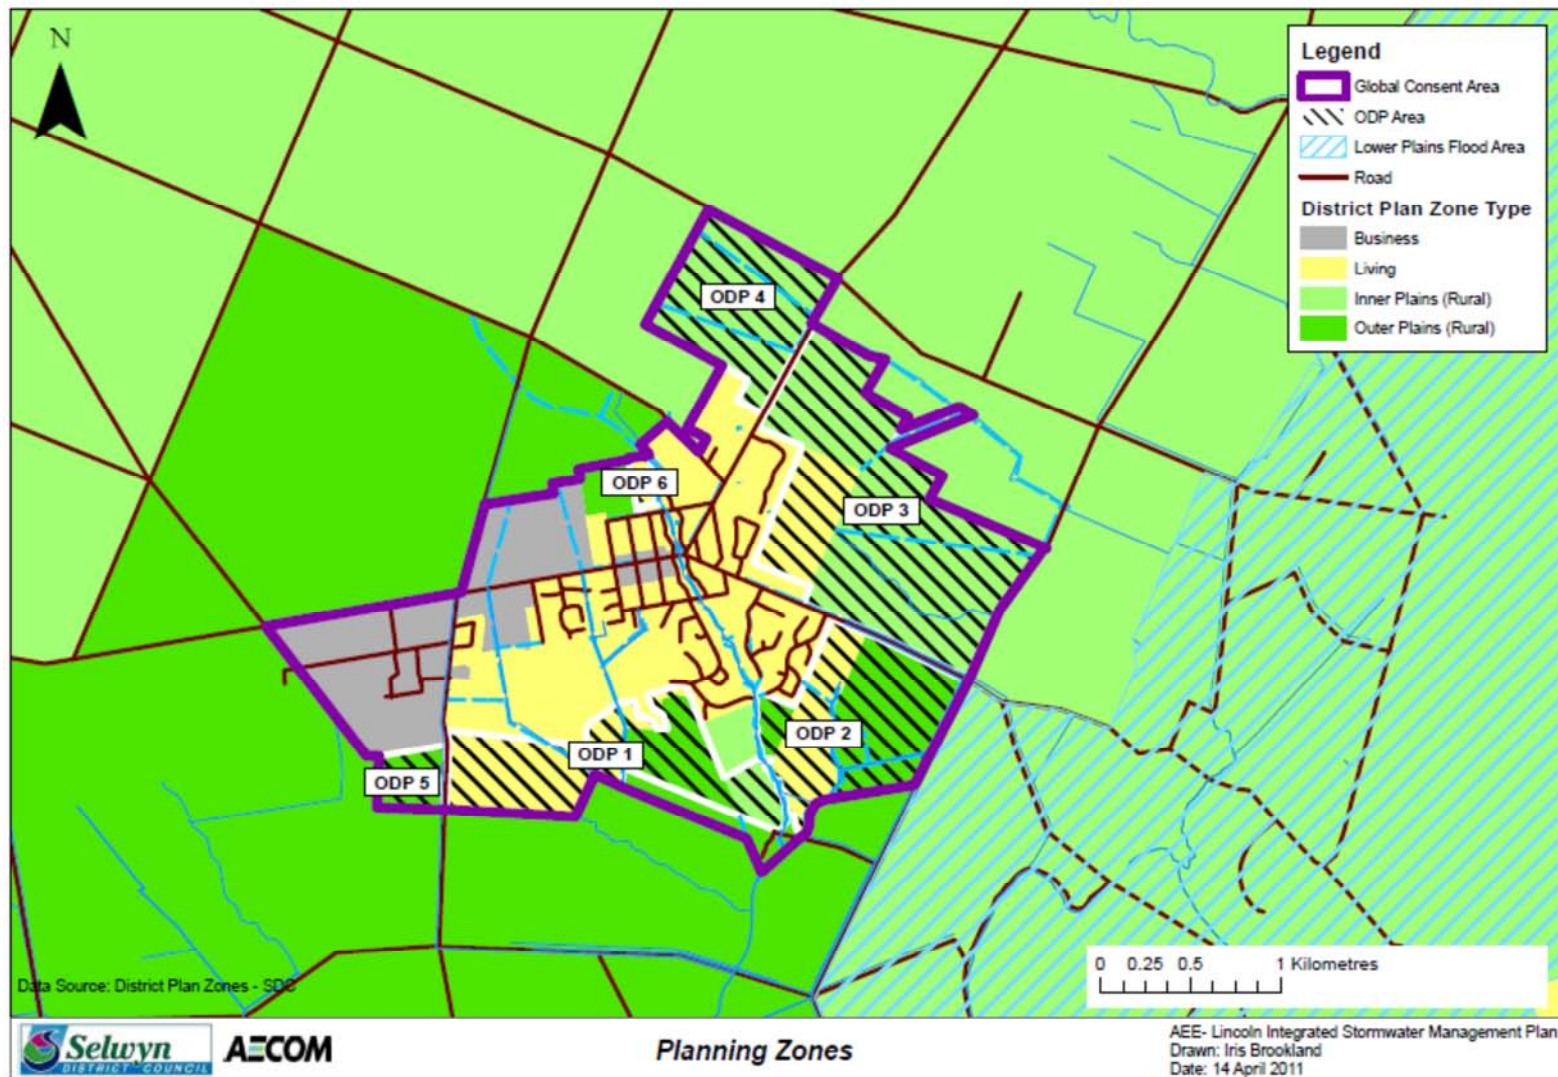 N
Legend
Global Consent Area
ODP Area
Lower Plains Flood Area
Road
District Plan Zone Type
Business
Living
Inner Plains (Rural)
Outer Plains (Rural)
ODP 4
ODP 6
ODP 3
ODP 2
ODP 1
ODP 5
0 0.25 0.5 1 Kilometres
Data Source: District Plan Zones - SDC
Selwyn
DISTRICT COUNCIL
AECOM
Planning Zones
AEE- Lincoln Integrated Stormwater Management Plan
Drawn: Iris Brookland
Date: 14 April 2011